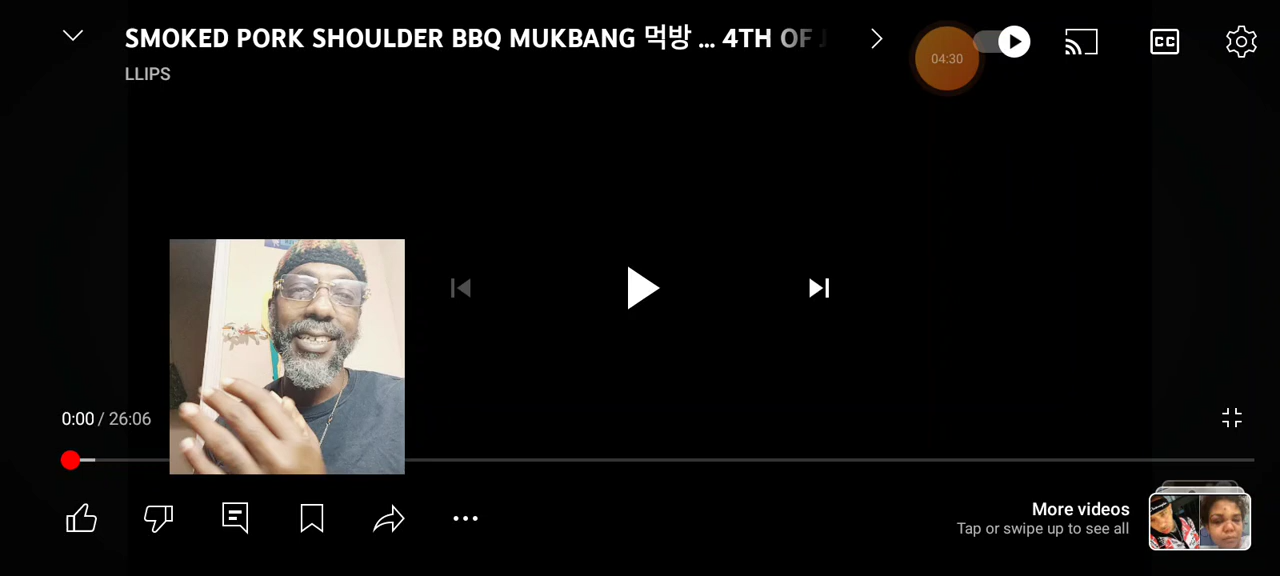 SMOKED PORK SHOULDER BBQ MUKBANG 먹방 ... 4TH OF J
LLIPS
04:30
CC
0:00 / 26:06
More videos
Tap or swipe up to see all